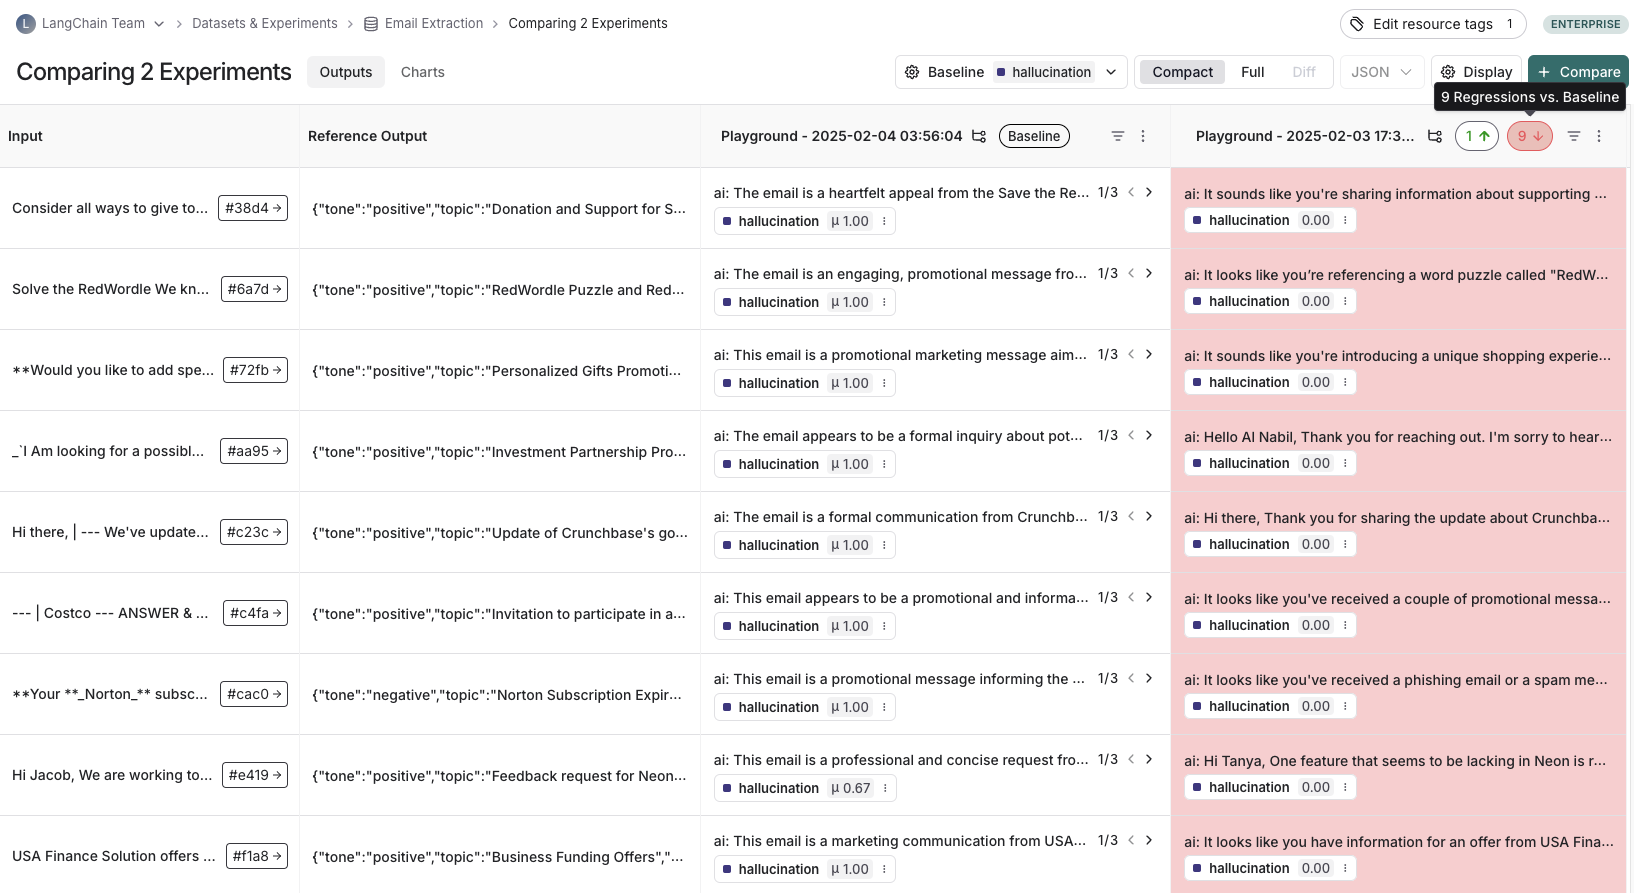 L LangChain Team > Datasets & Experiments > Email Extraction > Comparing 2 Experiments
Edit resource tags 1 ENTERPRISE
Comparing 2 Experiments Outputs Charts
Baseline hallucination Compact Full Diff JSON Display + Compare
9 Regressions vs. Baseline
Input Reference Output Playground - 2025-02-04 03:56:04 Baseline Playground - 2025-02-03 17:3... 1↑ 9↓
Consider all ways to give to... #38d4→ {"tone":"positive","topic":"Donation and Support for S... ai: The email is a heartfelt appeal from the Save the Re... 1/3 < > ai: It sounds like you're sharing information about supporting ...
hallucination μ 1.00 hallucination 0.00
Solve the RedWordle We kn... #6a7d→ {"tone":"positive","topic":"RedWordle Puzzle and Red... ai: The email is an engaging, promotional message fro... 1/3 < > ai: It looks like you’re referencing a word puzzle called "RedW...
hallucination μ 1.00 hallucination 0.00
**Would you like to add spe... #72fb→ {"tone":"positive","topic":"Personalized Gifts Promoti... ai: This email is a promotional marketing message aim... 1/3 < > ai: It sounds like you're introducing a unique shopping experie...
hallucination μ 1.00 hallucination 0.00
_`I Am looking for a possibl... #aa95→ {"tone":"positive","topic":"Investment Partnership Pro... ai: The email appears to be a formal inquiry about pot... 1/3 < > ai: Hello Al Nabil, Thank you for reaching out. I'm sorry to hear...
hallucination μ 1.00 hallucination 0.00
Hi there, | --- We've update... #c23c→ {"tone":"positive","topic":"Update of Crunchbase's go... ai: The email is a formal communication from Crunchb... 1/3 < > ai: Hi there, Thank you for sharing the update about Crunchba...
hallucination μ 1.00 hallucination 0.00
--- | Costco --- ANSWER & ... #c4fa→ {"tone":"positive","topic":"Invitation to participate in a... ai: This email appears to be a promotional and informa... 1/3 < > ai: It looks like you've received a couple of promotional messa...
hallucination μ 1.00 hallucination 0.00
**Your **_Norton_** subsc... #cac0→ {"tone":"negative","topic":"Norton Subscription Expir... ai: This email is a promotional message informing the ... 1/3 < > ai: It looks like you've received a phishing email or a spam me...
hallucination μ 1.00 hallucination 0.00
Hi Jacob, We are working to... #e419→ {"tone":"positive","topic":"Feedback request for Neon... ai: This email is a professional and concise request fro... 1/3 < > ai: Hi Tanya, One feature that seems to be lacking in Neon is r...
hallucination μ 0.67 hallucination 0.00
USA Finance Solution offers ... #f1a8→ {"tone":"positive","topic":"Business Funding Offers","... ai: This email is a marketing communication from USA... 1/3 < > ai: It looks like you have information for an offer from USA Fina...
hallucination μ 1.00 hallucination 0.00